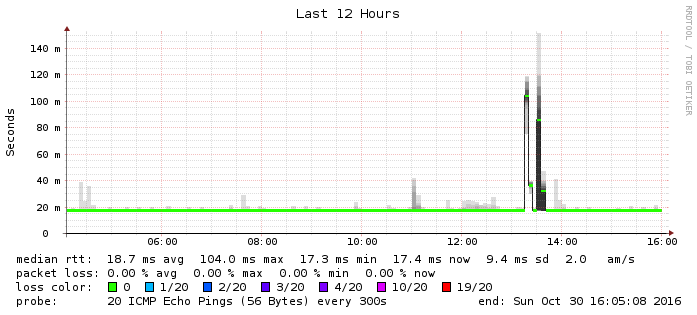 Last 12 Hours
RRDTOOL / TOBI OETIKER
Seconds
140 m
120 m
100 m
80 m
60 m
40 m
20 m
0
06:00 08:00 10:00 12:00 14:00 16:00
median rtt: 18.7 ms avg 104.0 ms max 17.3 ms min 17.4 ms now 9.4 ms sd 2.0 am/s
packet loss: 0.00 % avg 0.00 % max 0.00 % min 0.00 % now
loss color: 0 1/20 2/20 3/20 4/20 10/20 19/20
probe: 20 ICMP Echo Pings (56 Bytes) every 300s end: Sun Oct 30 16:05:08 2016